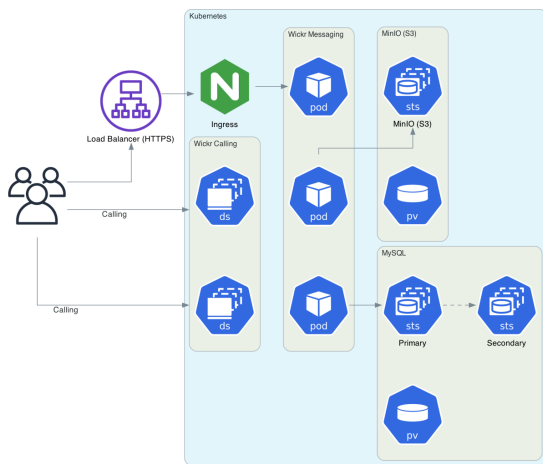 Kubernetes
Wickr Messaging
MinIO (S3)
N
pod
sts
Ingress
MinIO (S3)
Load Balancer (HTTPS)
Wickr Calling
ds
pod
pv
Calling
MySQL
ds
pod
sts
sts
Calling
Primary
Secondary
pv